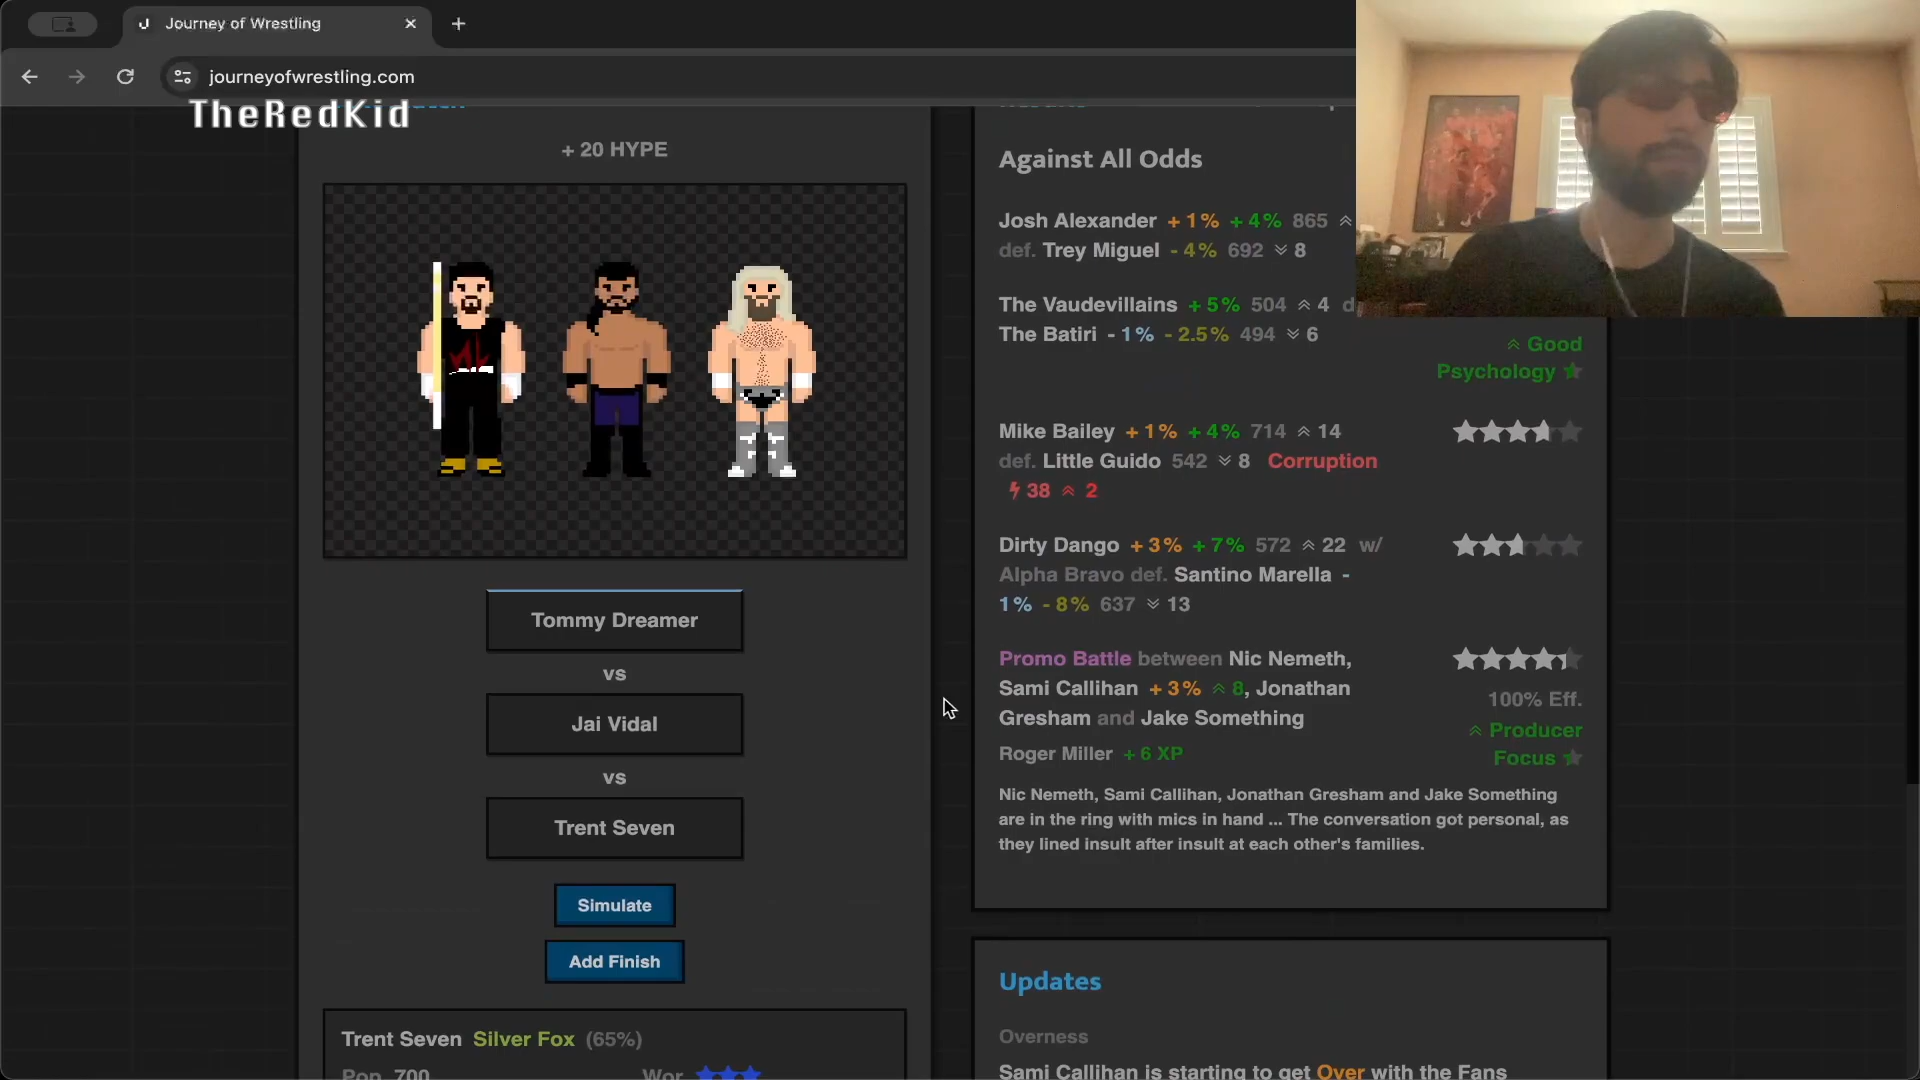 Journey of Wrestling
journeyofwrestling.com
TheRedKid
+ 20 HYPE
Tommy Dreamer
vs
Jai Vidal
vs
Trent Seven
Simulate
Add Finish
Trent Seven Silver Fox (65%)
Pop 700 Wor
Against All Odds
Josh Alexander + 1% + 4% 865
def. Trey Miguel - 4% 692 8
The Vaudevillains + 5% 504 4 d
The Batiri - 1% - 2.5% 494 6
Good
Psychology
Mike Bailey + 1% + 4% 714 14
def. Little Guido 542 8 Corruption
38 2
Dirty Dango + 3% + 7% 572 22 w/
Alpha Bravo def. Santino Marella -
1% - 8% 637 13
Promo Battle between Nic Nemeth,
Sami Callihan + 3% 8, Jonathan
Gresham and Jake Something
100% Eff.
Producer
Focus
Roger Miller + 6 XP
Nic Nemeth, Sami Callihan, Jonathan Gresham and Jake Something
are in the ring with mics in hand ... The conversation got personal, as
they lined insult after insult at each other's families.
Updates
Overness
Sami Callihan is starting to get Over with the Fans